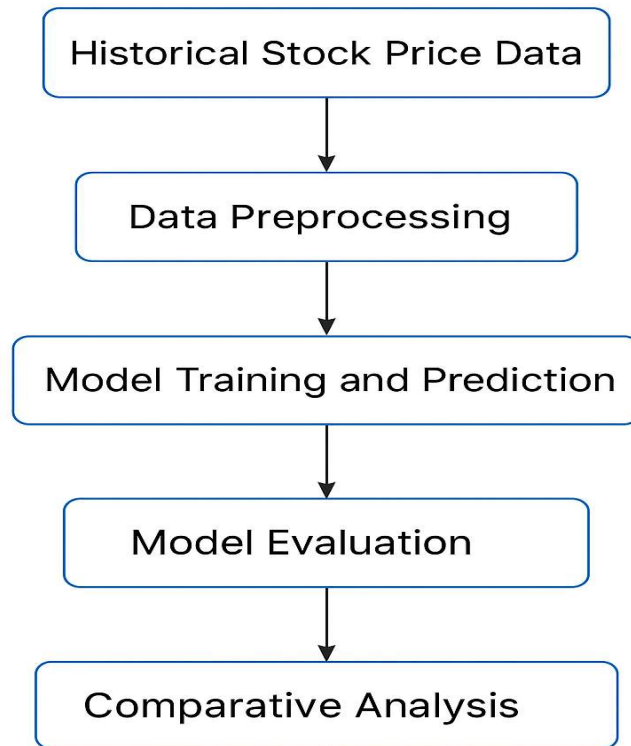 Historical Stock Price Data
Data Preprocessing
Model Training and Prediction
Model Evaluation
Comparative Analysis